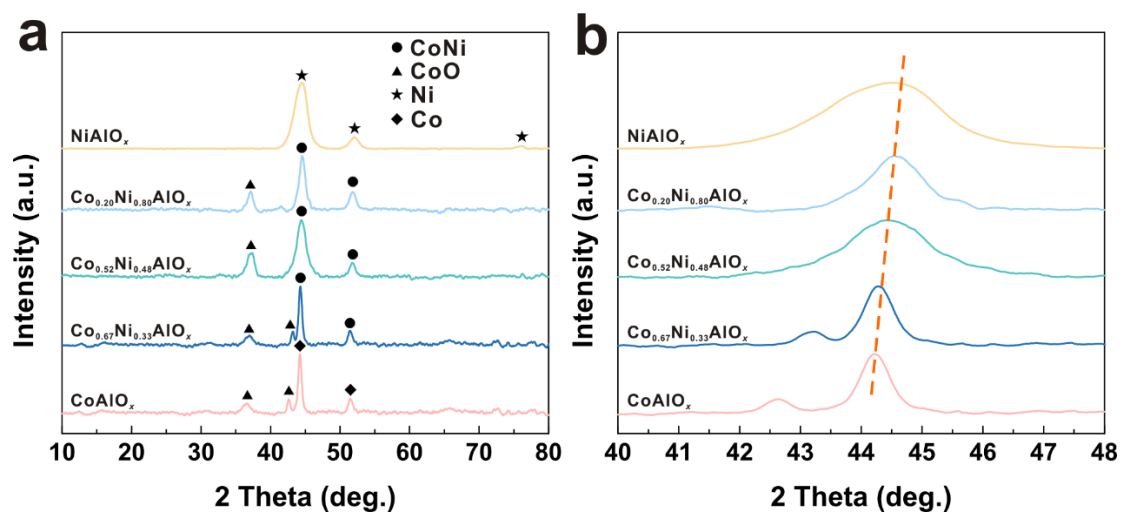 a
● CoNi
▲ CoO
★ Ni
◆ Co
NiAlOₓ
Co₀.₂₀Ni₀.₈₀AlOₓ
Co₀.₅₂Ni₀.₄₈AlOₓ
Co₀.₆₇Ni₀.₃₃AlOₓ
CoAlOₓ
Intensity (a.u.)
10 20 30 40 50 60 70 80
2 Theta (deg.)
b
NiAlOₓ
Co₀.₂₀Ni₀.₈₀AlOₓ
Co₀.₅₂Ni₀.₄₈AlOₓ
Co₀.₆₇Ni₀.₃₃AlOₓ
CoAlOₓ
Intensity (a.u.)
40 41 42 43 44 45 46 47 48
2 Theta (deg.)